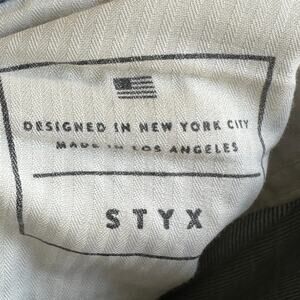 DESIGNED IN NEW YORK CITY
MADE IN LOS ANGELES
STYX